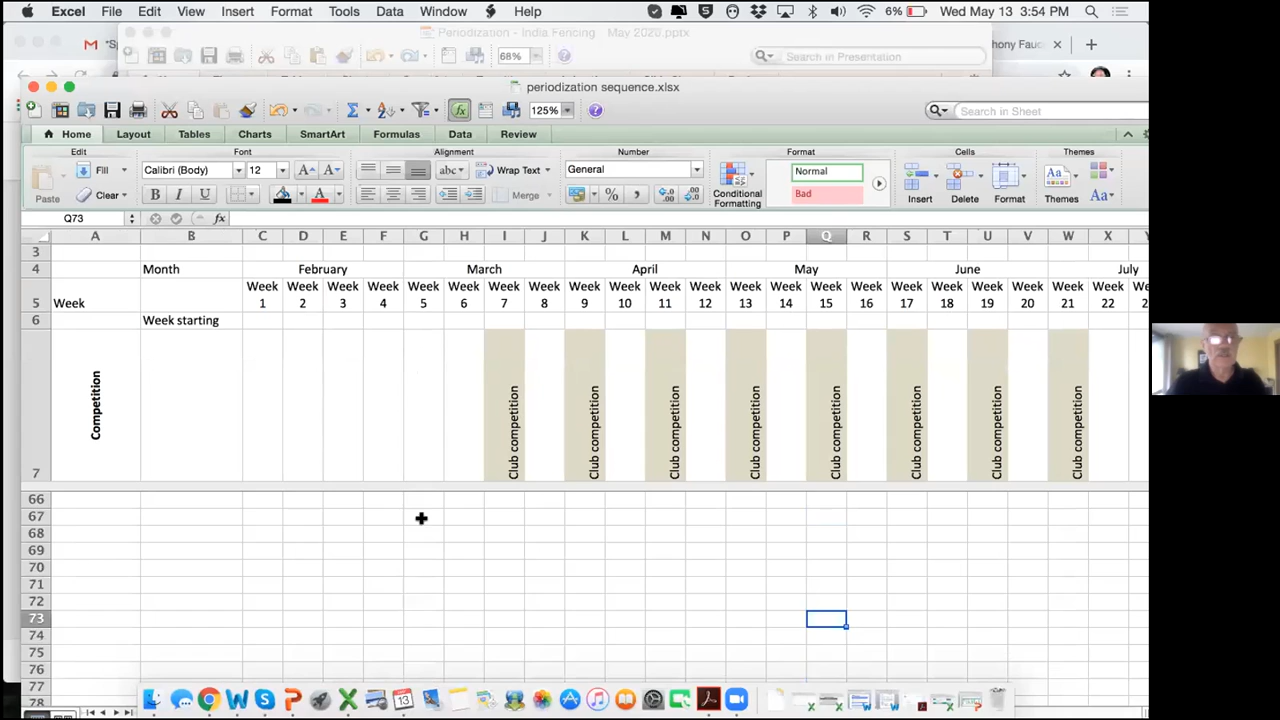 Excel File Edit View Insert Format Tools Data Window Help 6% Wed May 13 3:54 PM
Periodization - India Fencing May 2020.pptx
68% Search in Presentation
periodization sequence.xlsx
125% Search in Sheet
Home Layout Tables Charts SmartArt Formulas Data Review
Edit Font Alignment Number Format Cells Themes
Fill Calibri (Body) 12 abc Wrap Text General Normal
Paste Clear B I U A Merge % Conditional Formatting Bad Insert Delete Format Themes Aa
Q73 fx
A B C D E F G H I J K L M N O P Q R S T U V W X
3
4 Month February March April May June July
5 Week Week 1 Week 2 Week 3 Week 4 Week 5 Week 6 Week 7 Week 8 Week 9 Week 10 Week 11 Week 12 Week 13 Week 14 Week 15 Week 16 Week 17 Week 18 Week 19 Week 20 Week 21 Week 22
6 Week starting
7 Competition Club competition Club competition Club competition Club competition Club competition Club competition Club competition Club competition
66
67
68
69
70
71
72
73
74
75
76
77
78
13